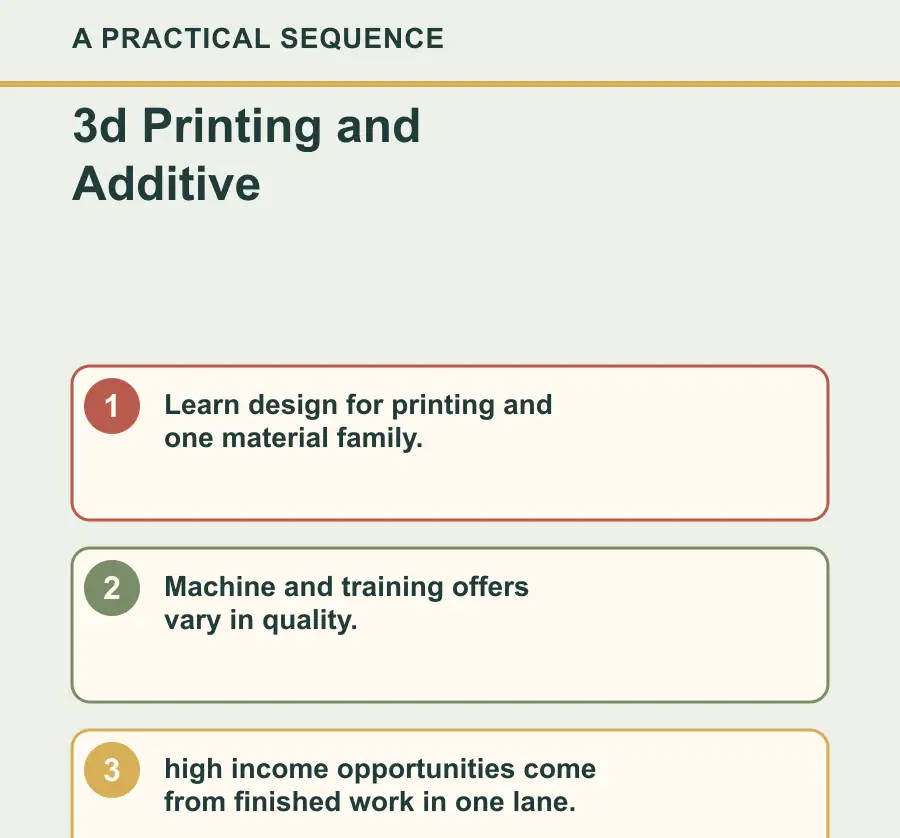 A PRACTICAL SEQUENCE
3d Printing and
Additive
1
Learn design for printing and
one material family.
2
Machine and training offers
vary in quality.
3
high income opportunities come
from finished work in one lane.